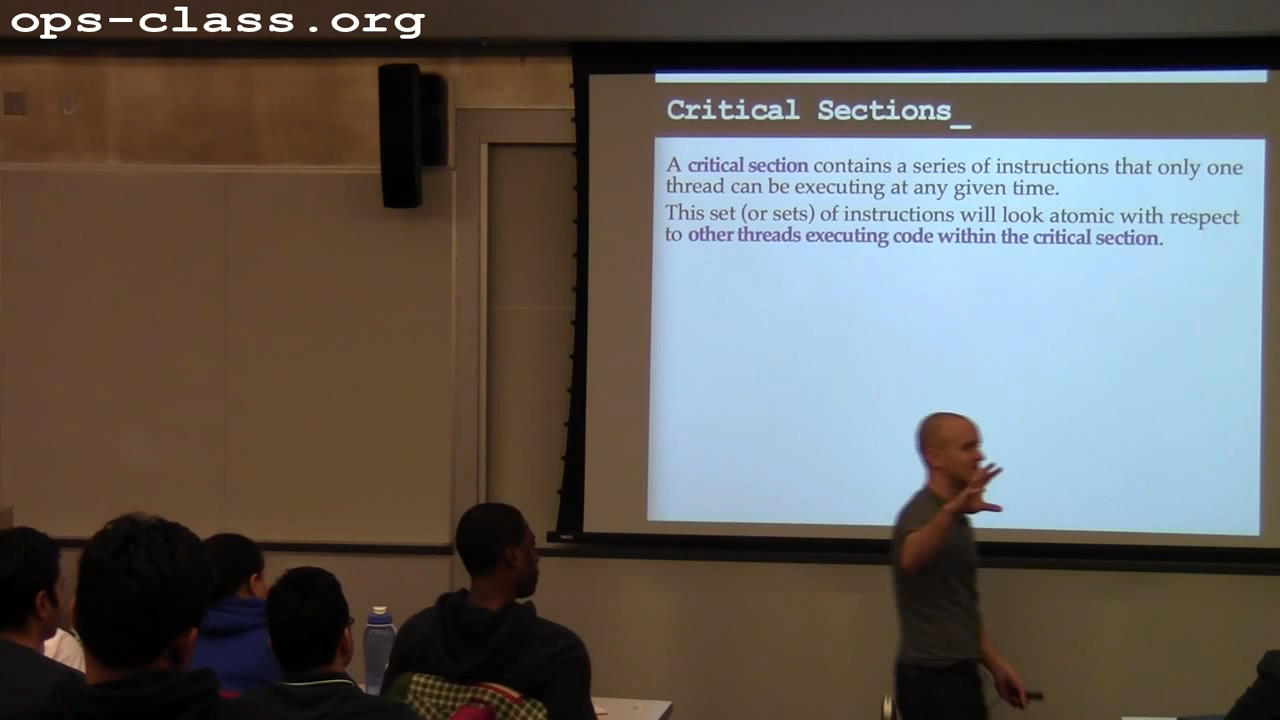 ops-class.org
Critical Sections_
A critical section contains a series of instructions that only one
thread can be executing at any given time.
This set (or sets) of instructions will look atomic with respect
to other threads executing code within the critical section.